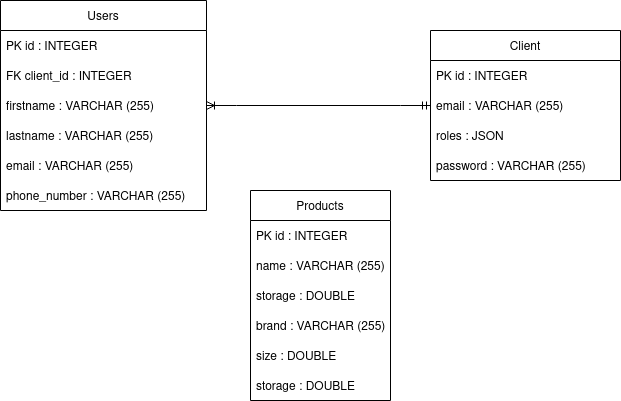 Users
PK id : INTEGER
FK client_id : INTEGER
firstname : VARCHAR (255)
lastname : VARCHAR (255)
email : VARCHAR (255)
phone_number : VARCHAR (255)
Client
PK id : INTEGER
email : VARCHAR (255)
roles : JSON
password : VARCHAR (255)
Products
PK id : INTEGER
name : VARCHAR (255)
storage : DOUBLE
brand : VARCHAR (255)
size : DOUBLE
storage : DOUBLE